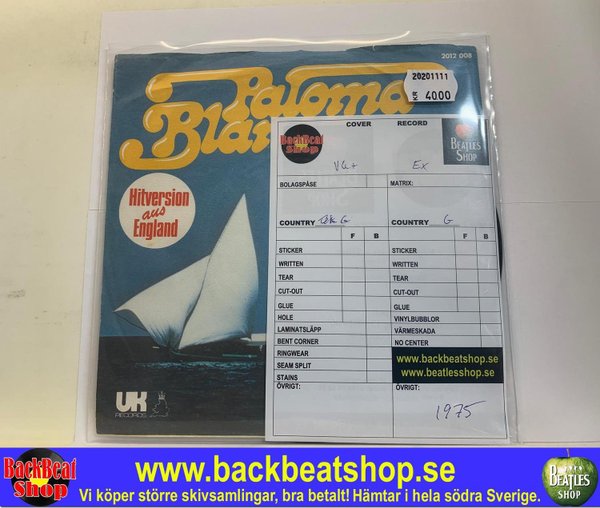 2012 008
Paloma
20201111
KR 4000
Hitversion
aus
England
UK
RECORDS
BackBeat
Shop
COVER RECORD
BEATLES
SHOP
VG+ Ex
BOLAGSPÅSE MATRIX:
COUNTRY COUNTRY G
F B F B
STICKER STICKER
WRITTEN WRITTEN
TEAR TEAR
CUT-OUT CUT-OUT
GLUE GLUE
HOLE VINYLBUBBLOR
LAMINATSLÄPP VÄRMESKADA
BENT CORNER NO CENTER
RINGWEAR
SEAM SPLIT
STAINS
www.backbeatshop.se
www.beatlesshop.se
ÖVRIGT: ÖVRIGT:
1975
BackBeat
Shop
www.backbeatshop.se
Vi köper större skivsamlingar, bra betalt! Hämtar i hela södra Sverige.
BEATLES
SHOP